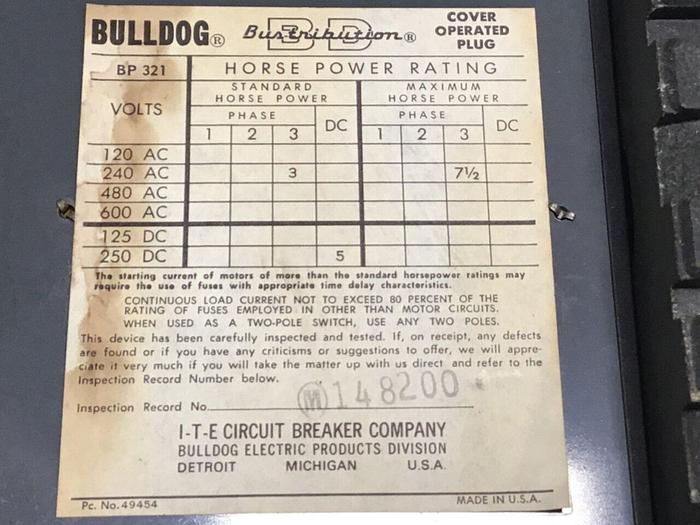 BULLDOG® BD Bustribution® COVER OPERATED PLUG
BP 321 HORSE POWER RATING
VOLTS STANDARD HORSE POWER MAXIMUM HORSE POWER
PHASE DC PHASE DC
1 2 3 1 2 3
120 AC
240 AC 3 7½
480 AC
600 AC
125 DC
250 DC 5
The starting current of motors of more than the standard horsepower ratings may
require the use of fuses with appropriate time delay characteristics.
CONTINUOUS LOAD CURRENT NOT TO EXCEED 80 PERCENT OF THE
RATING OF FUSES EMPLOYED IN OTHER THAN MOTOR CIRCUITS.
WHEN USED AS A TWO-POLE SWITCH, USE ANY TWO POLES.
This device has been carefully inspected and tested. If, on receipt, any defects
are found or if you have any criticisms or suggestions to offer, we will appre-
ciate it very much if you will take the matter up with us direct and refer to the
Inspection Record Number below.
Inspection Record No. M 148200
I-T-E CIRCUIT BREAKER COMPANY
BULLDOG ELECTRIC PRODUCTS DIVISION
DETROIT MICHIGAN U.S.A.
Pc. No. 49454 MADE IN U.S.A.